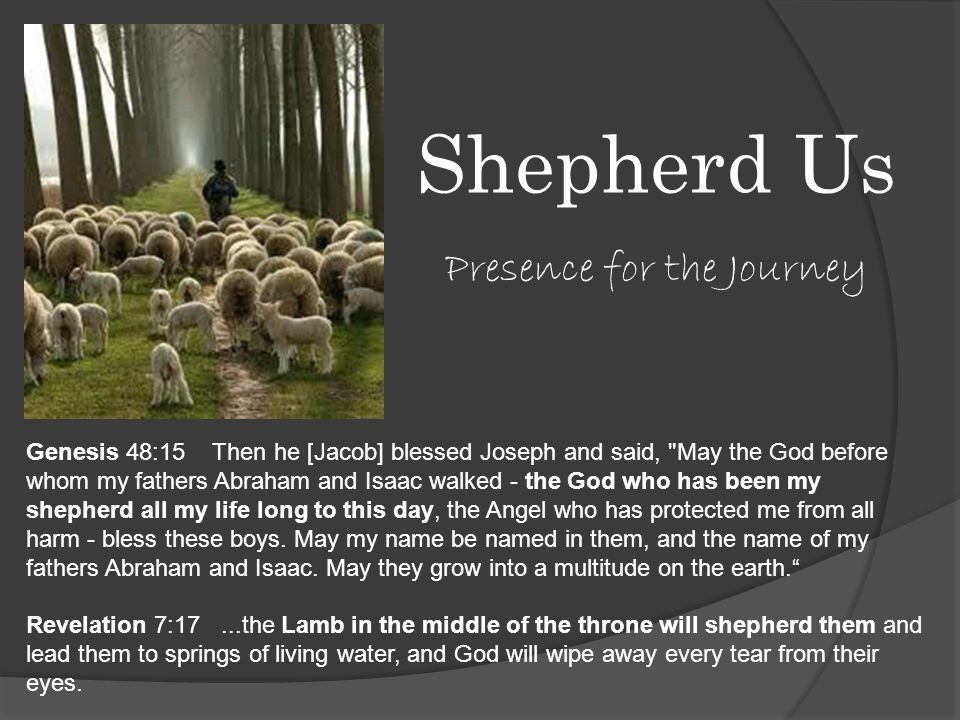 Shepherd Us
Presence for the Journey
Genesis 48:15 Then he [Jacob] blessed Joseph and said, "May the God before
whom my fathers Abraham and Isaac walked - the God who has been my
shepherd all my life long to this day, the Angel who has protected me from all
harm - bless these boys. May my name be named in them, and the name of my
fathers Abraham and Isaac. May they grow into a multitude on the earth.“
Revelation 7:17 ...the Lamb in the middle of the throne will shepherd them and
lead them to springs of living water, and God will wipe away every tear from their
eyes.